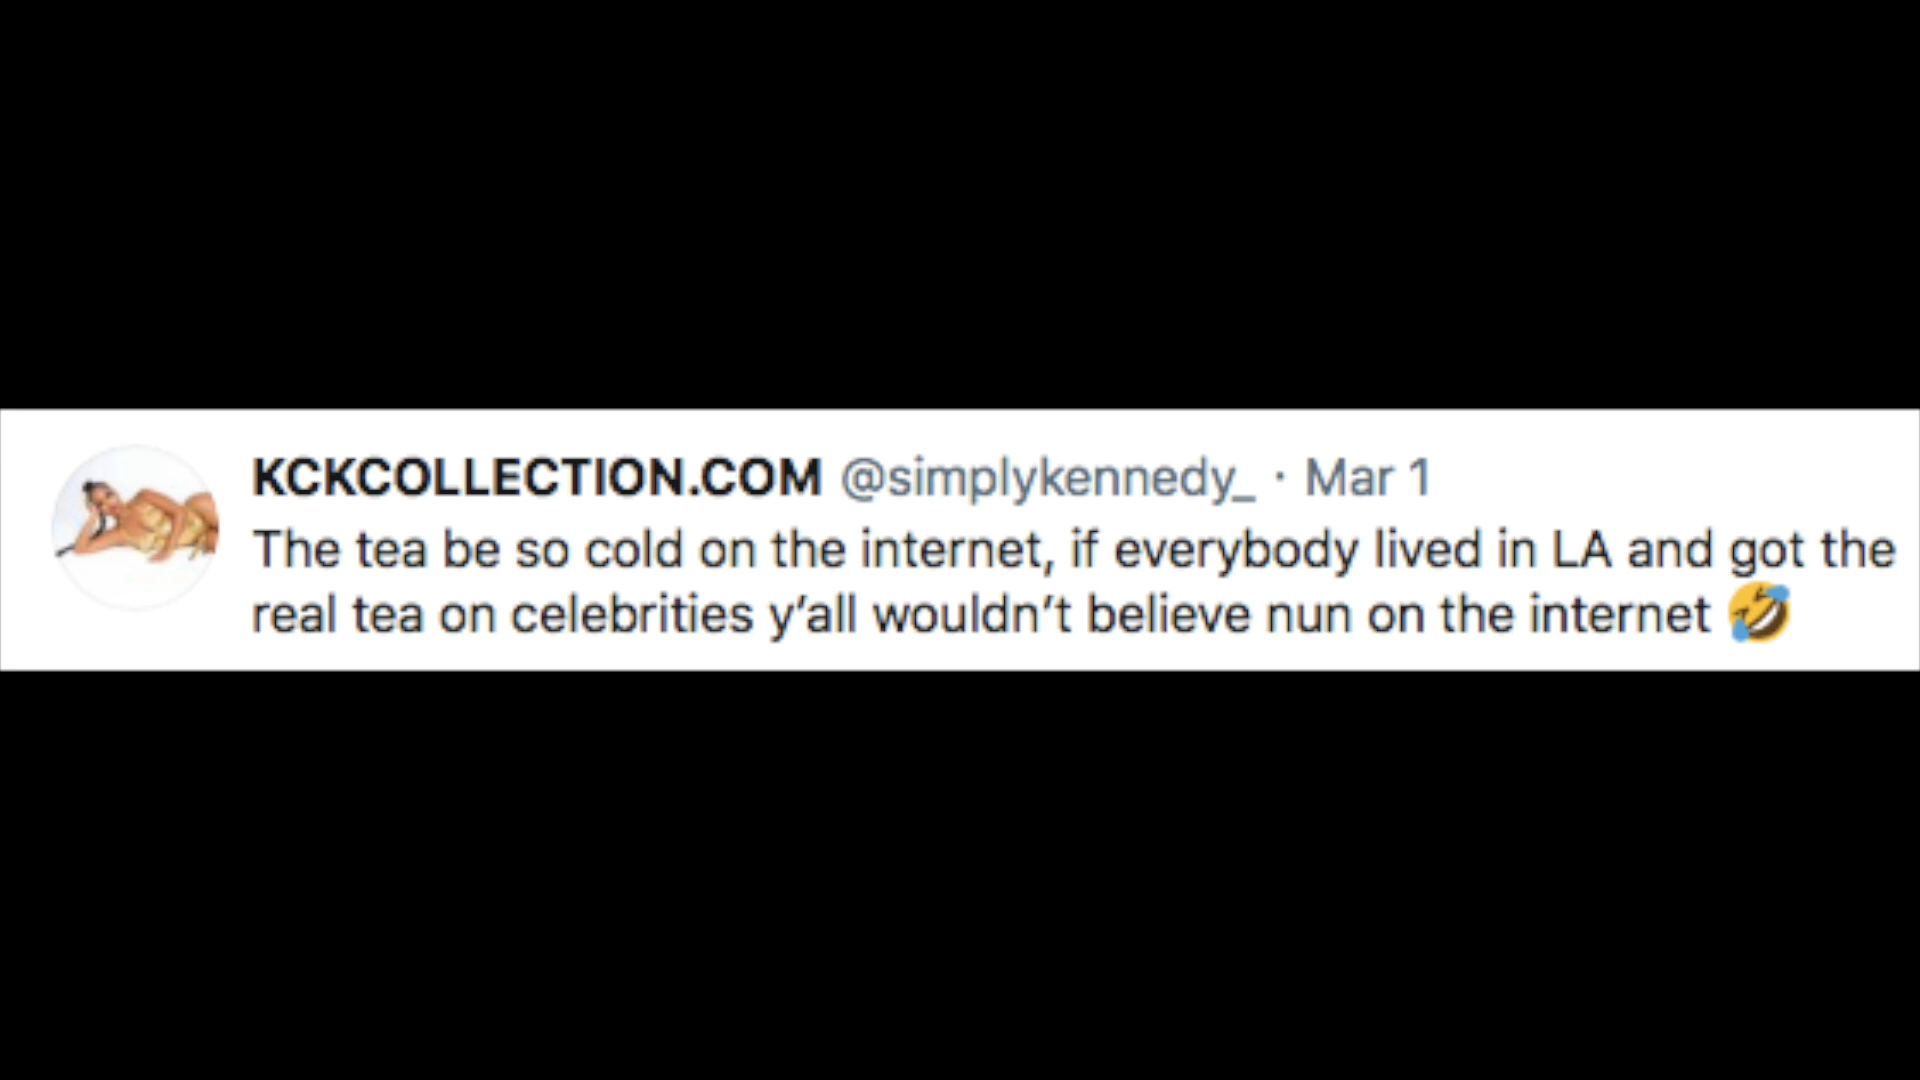 KCKCOLLECTION.COM @simplykennedy_ · Mar 1
The tea be so cold on the internet, if everybody lived in LA and got the
real tea on celebrities y’all wouldn’t believe nun on the internet 🤣